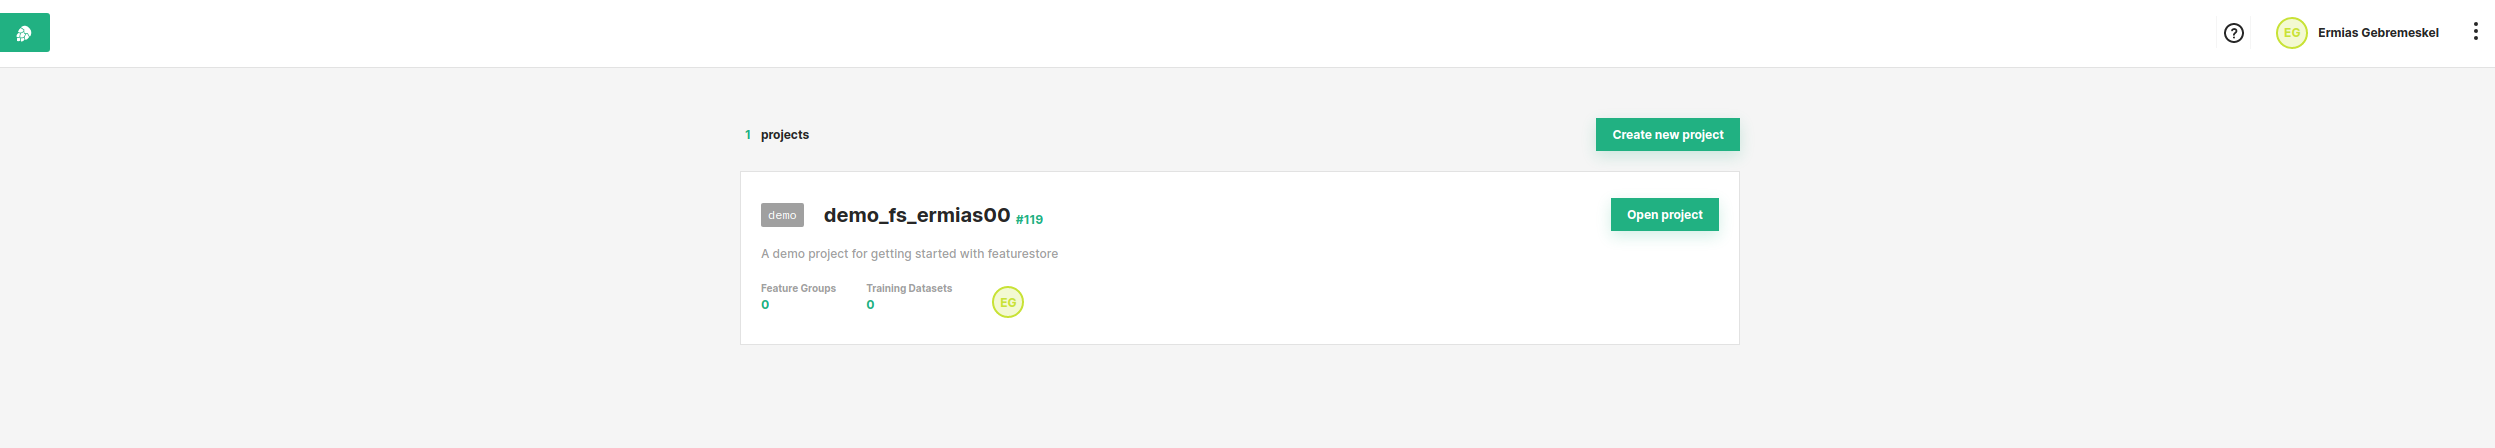 ? EG Ermias Gebremeskel
1 projects Create new project
demo demo_fs_ermias00 #119 Open project
A demo project for getting started with featurestore
Feature Groups Training Datasets
0 0 EG